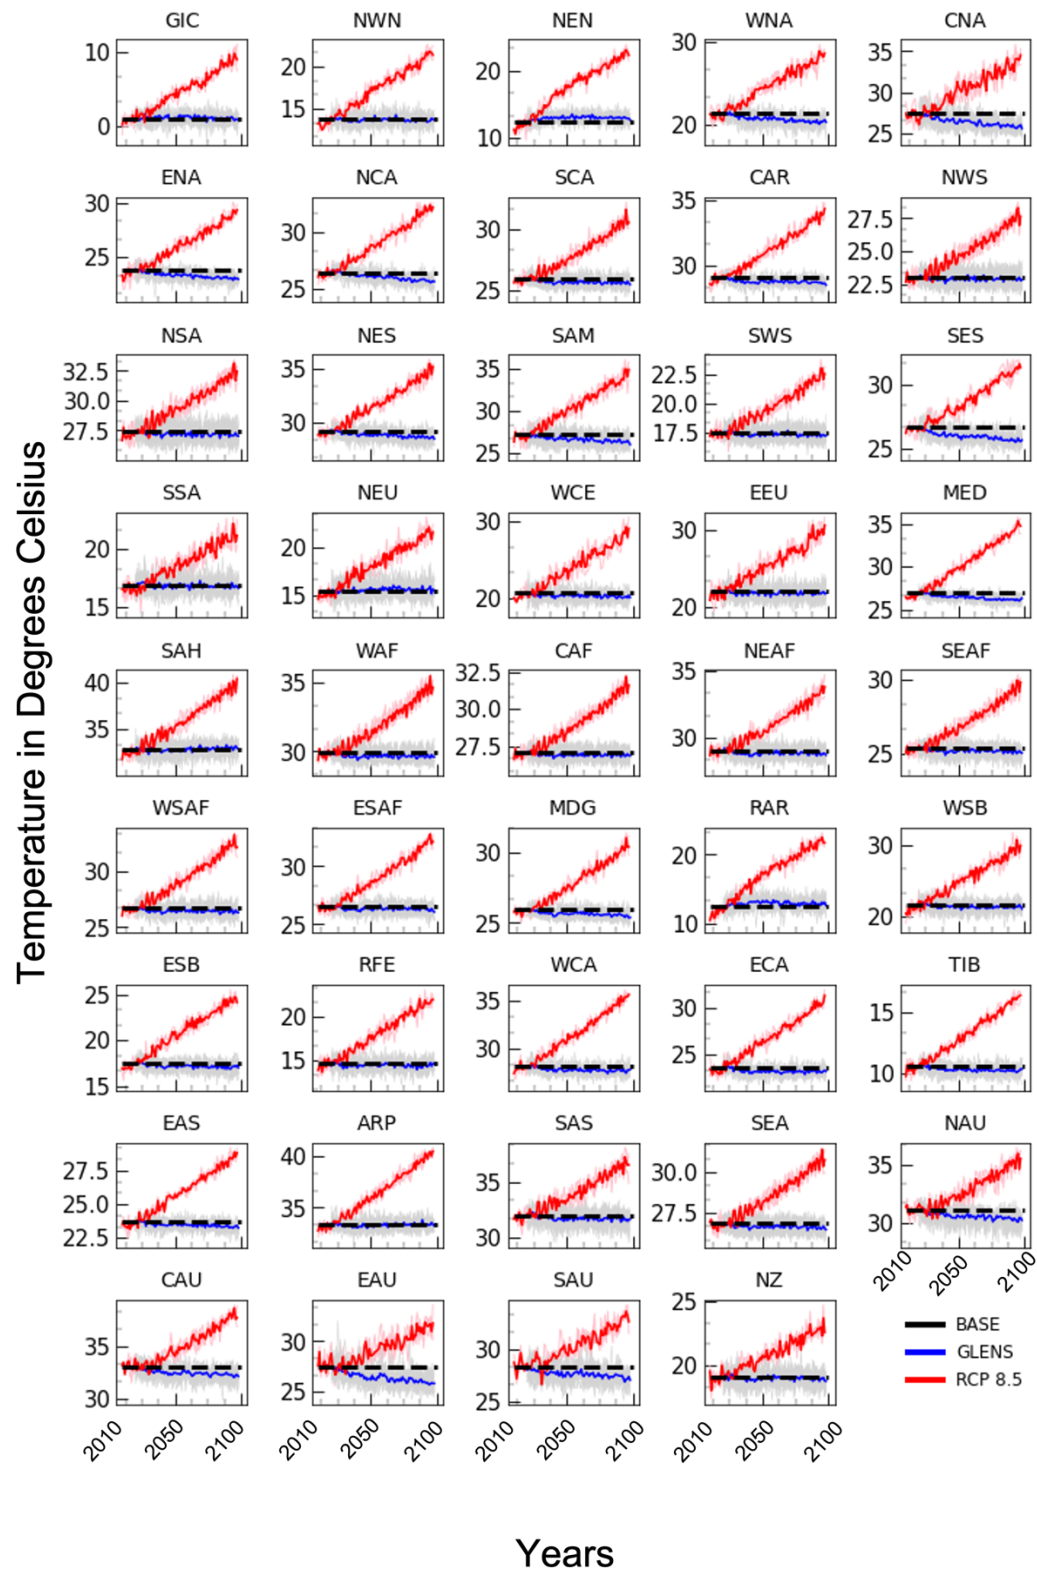 GIC NWN NEN WNA CNA
10 0
20 15
20 10
30 20
35 30 25
ENA NCA SCA CAR NWS
30 25
30 25
30 25
35 30
27.5 25.0 22.5
NSA NES SAM SWS SES
32.5 30.0 27.5
35 30
35 30 25
22.5 20.0 17.5
30 25
SSA NEU WCE EEU MED
20 15
20 15
30 20
30 20
35 30 25
SAH WAF CAF NEAF SEAF
40 35
35 30
32.5 30.0 27.5
35 30
30 25
WSAF ESAF MDG RAR WSB
30 25
30 25
30 25
20 10
30 20
ESB RFE WCA ECA TIB
25 20 15
20 15
35 30
30 25
15 10
EAS ARP SAS SEA NAU
27.5 25.0 22.5
40 35
35 30
30.0 27.5
35 30
2010 2050 2100
CAU EAU SAU NZ
35 30
30 25
30 25
25 20
2010 2050 2100
2010 2050 2100
2010 2050 2100
2010 2050 2100
BASE
GLENS
RCP 8.5
Temperature in Degrees Celsius
Years